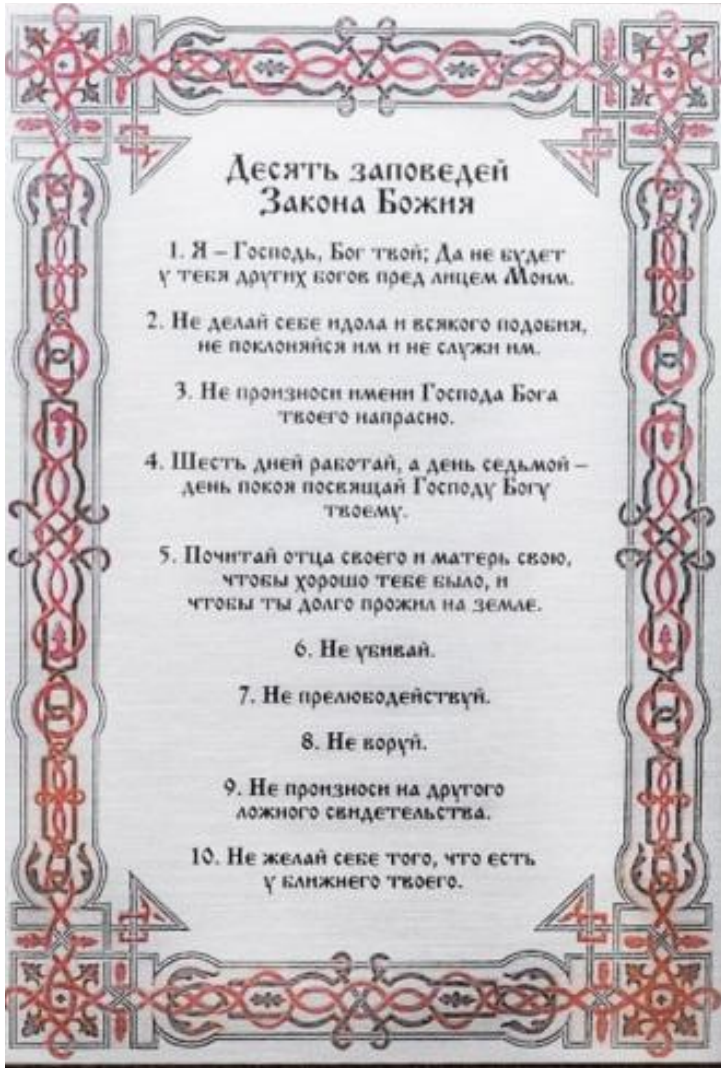 Десять заповедей
Закона Божия
1. Я – Господь, Бог твой; Да не будет
у тебя других богов пред лицем Моим.
2. Не делай себе идола и всякого подобия,
не поклоняйся им и не служи им.
3. Не произноси имени Господа Бога
твоего напрасно.
4. Шесть дней работай, а день седьмой –
день покоя посвящай Господу Богу
твоему.
5. Почитай отца своего и матерь свою,
чтобы хорошо тебе было, и
чтобы ты долго прожил на земле.
6. Не убивай.
7. Не прелюбодействуй.
8. Не воруй.
9. Не произноси на другого
ложного свидетельства.
10. Не желай себе того, что есть
у ближнего твоего.